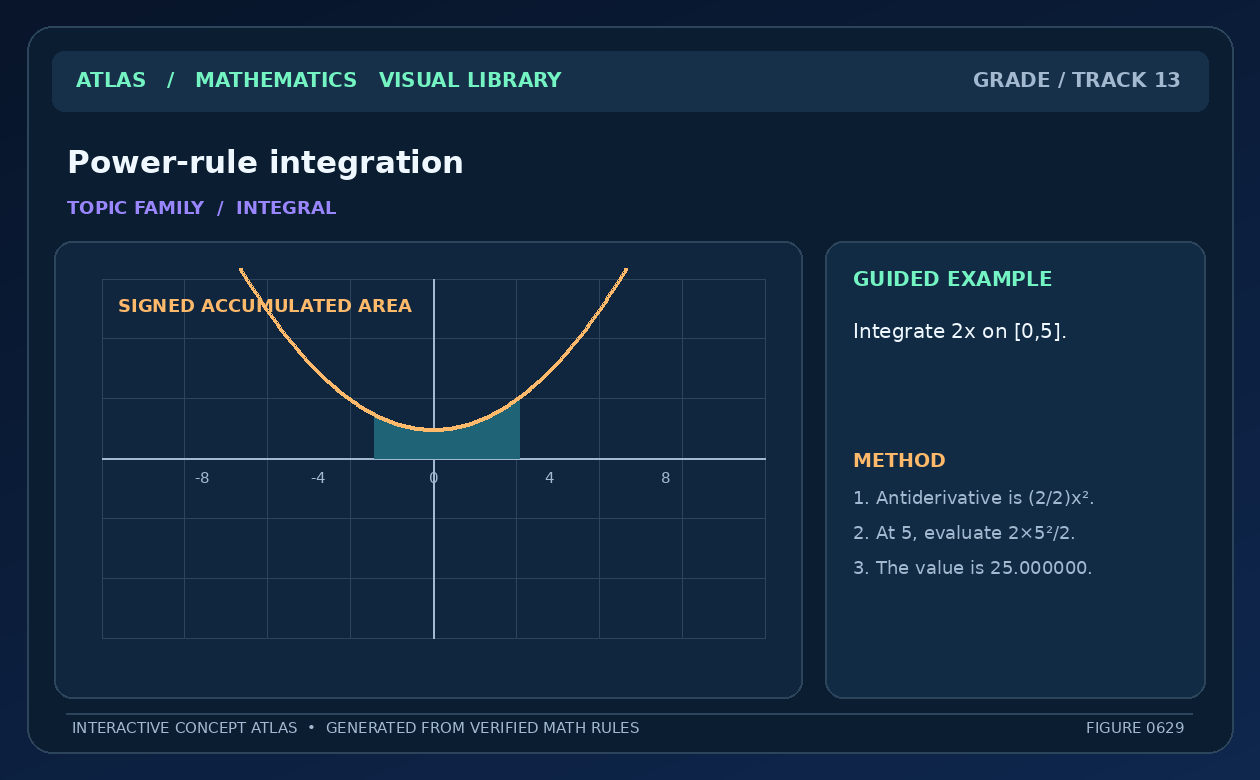 ATLAS / MATHEMATICS VISUAL LIBRARY
GRADE / TRACK 13
Power-rule integration
TOPIC FAMILY / INTEGRAL
SIGNED ACCUMULATED AREA
-8 -4 0 4 8
GUIDED EXAMPLE
Integrate 2x on [0,5].
METHOD
1. Antiderivative is (2/2)x².
2. At 5, evaluate 2×5²/2.
3. The value is 25.000000.
INTERACTIVE CONCEPT ATLAS • GENERATED FROM VERIFIED MATH RULES
FIGURE 0629